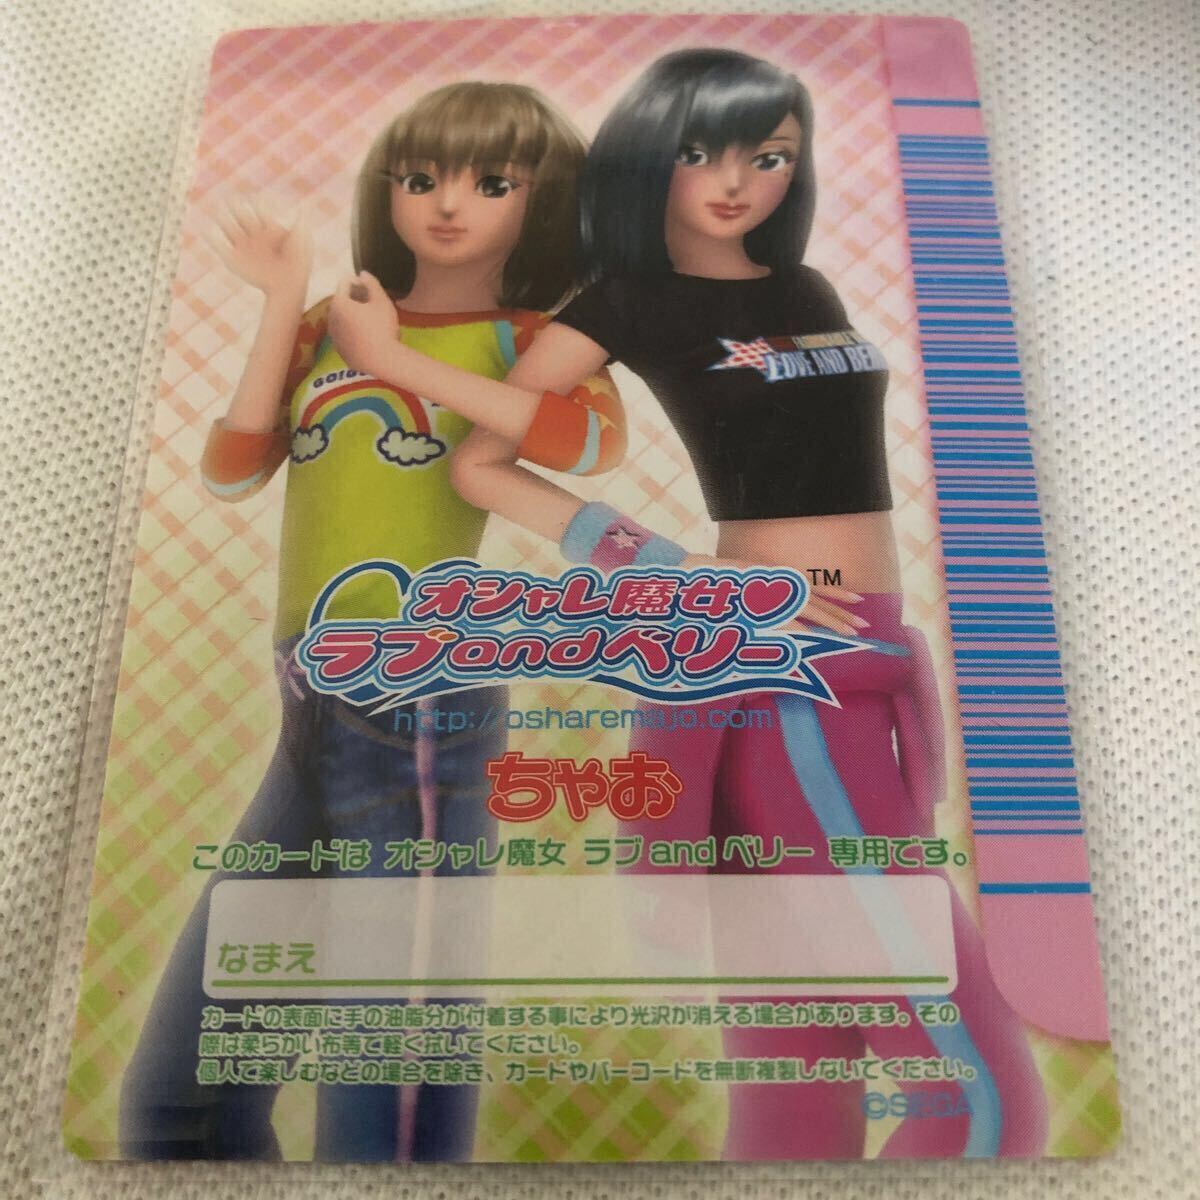 GO!GO!
LOVE AND BE
オシャレ魔女♥™
ラブandベリー
http://osharemajo.com
ちゃお
このカードは オシャレ魔女 ラブ and ベリー 専用です。
なまえ
カードの表面に手の油脂分が付着する事により光沢が消える場合があります。その
際は柔らかい布等で軽く拭いてください。
個人で楽しむなどの場合を除き、カードやバーコードを無断複製しないでください。
©SEGA